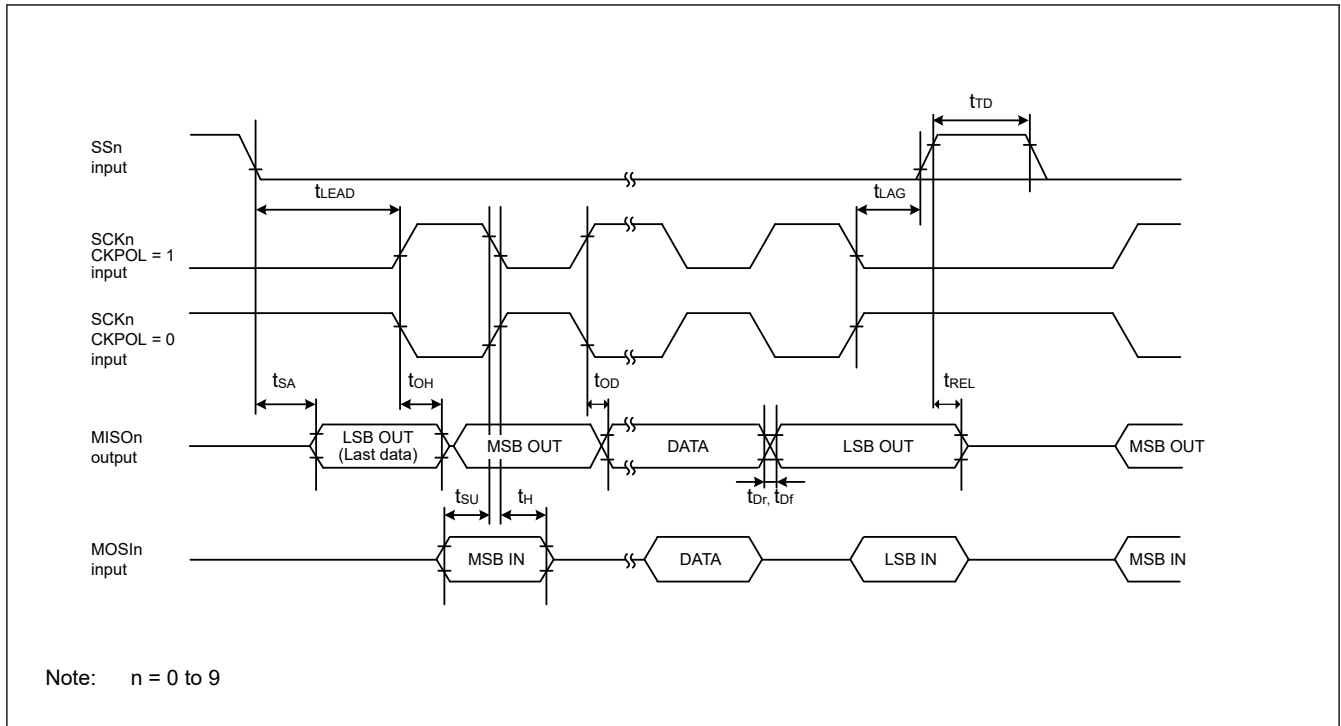 tTD
SSn
input
tLEAD
tLAG
SCKn
CKPOL = 1
input
SCKn
CKPOL = 0
input
tSA
tOH
tOD
tREL
MISOn
output
LSB OUT
(Last data)
MSB OUT
DATA
LSB OUT
MSB OUT
tSU
tH
tDr, tDf
MOSIn
input
MSB IN
DATA
LSB IN
MSB IN
Note: n = 0 to 9